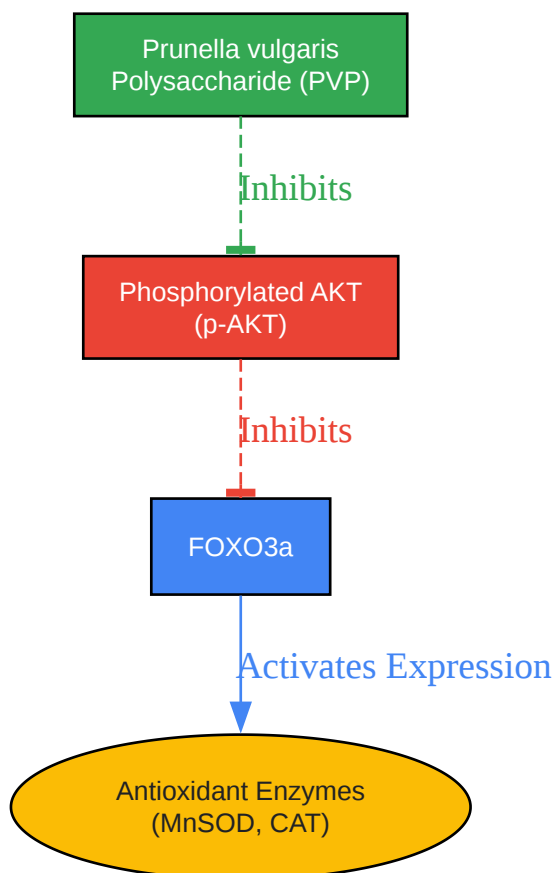 Prunella vulgaris
Polysaccharide (PVP)
Inhibits
Phosphorylated AKT
(p-AKT)
Inhibits
FOXO3a
Activates Expression
Antioxidant Enzymes
(MnSOD, CAT)